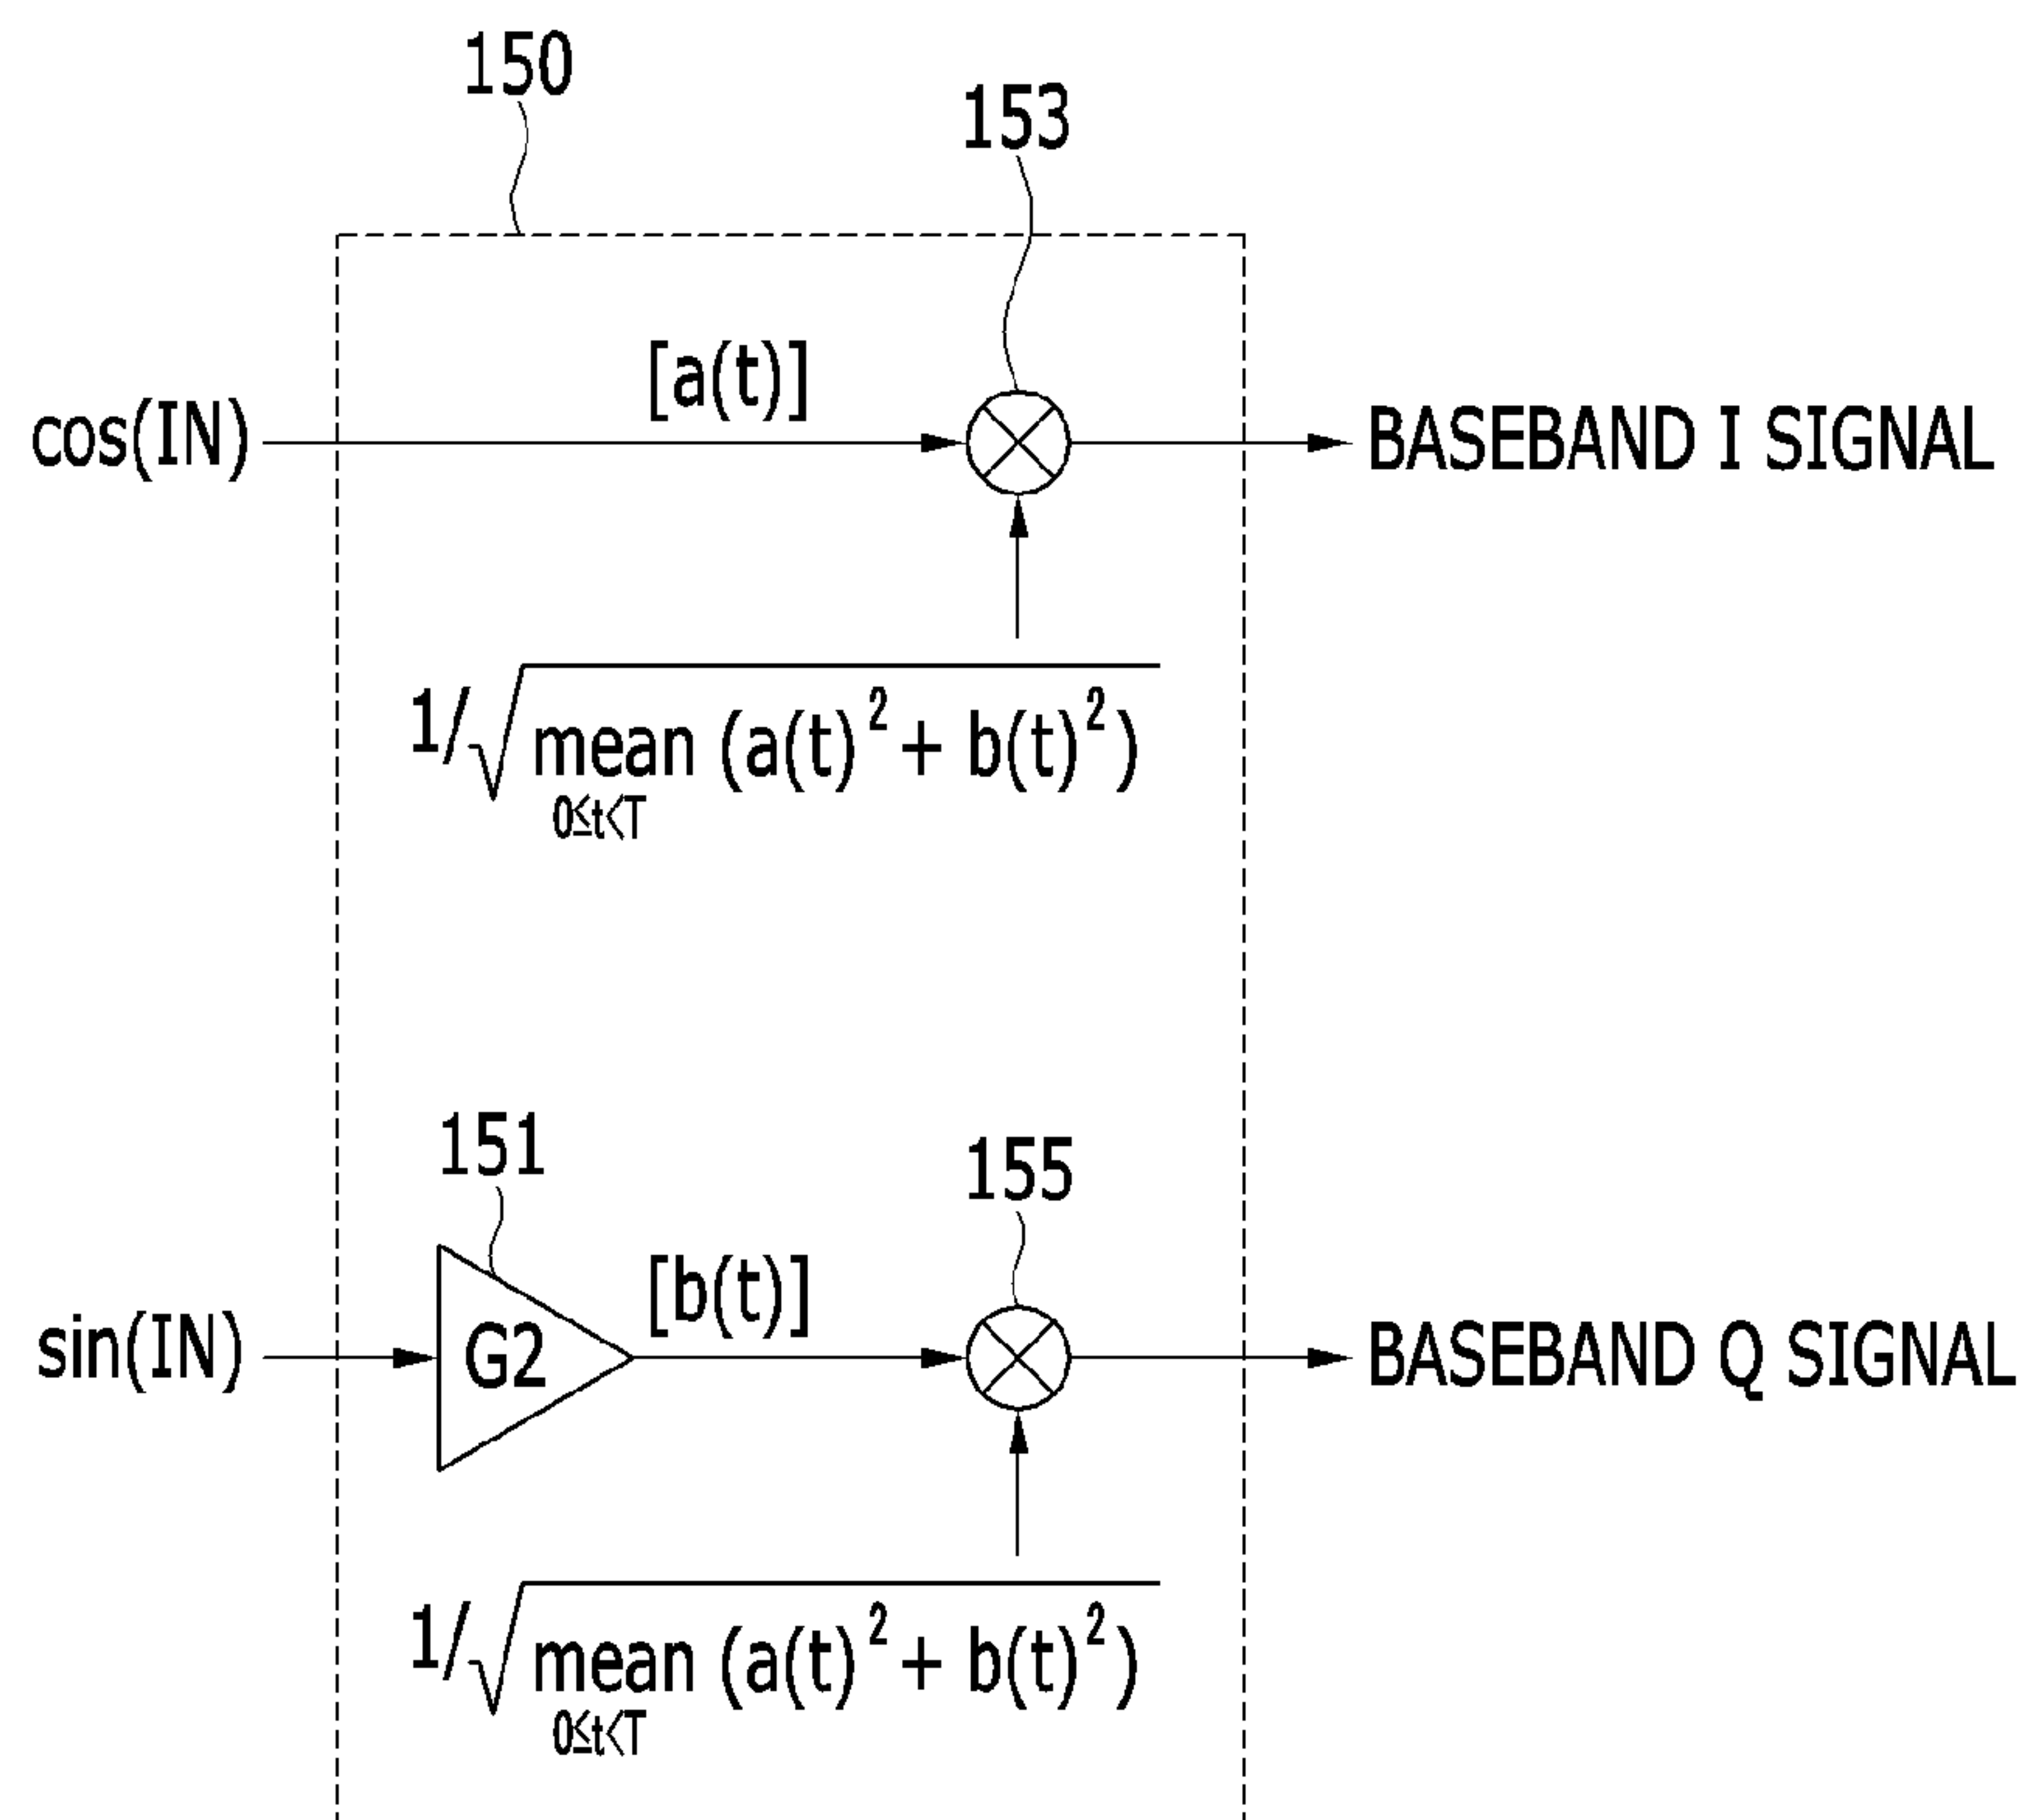 150
153
[a(t)]
cos(IN)
BASEBAND I SIGNAL
1/√mean (a(t)² + b(t)²)
0≤t<T
151
155
[b(t)]
sin(IN)
G2
BASEBAND Q SIGNAL
1/√mean (a(t)² + b(t)²)
0≤t<T